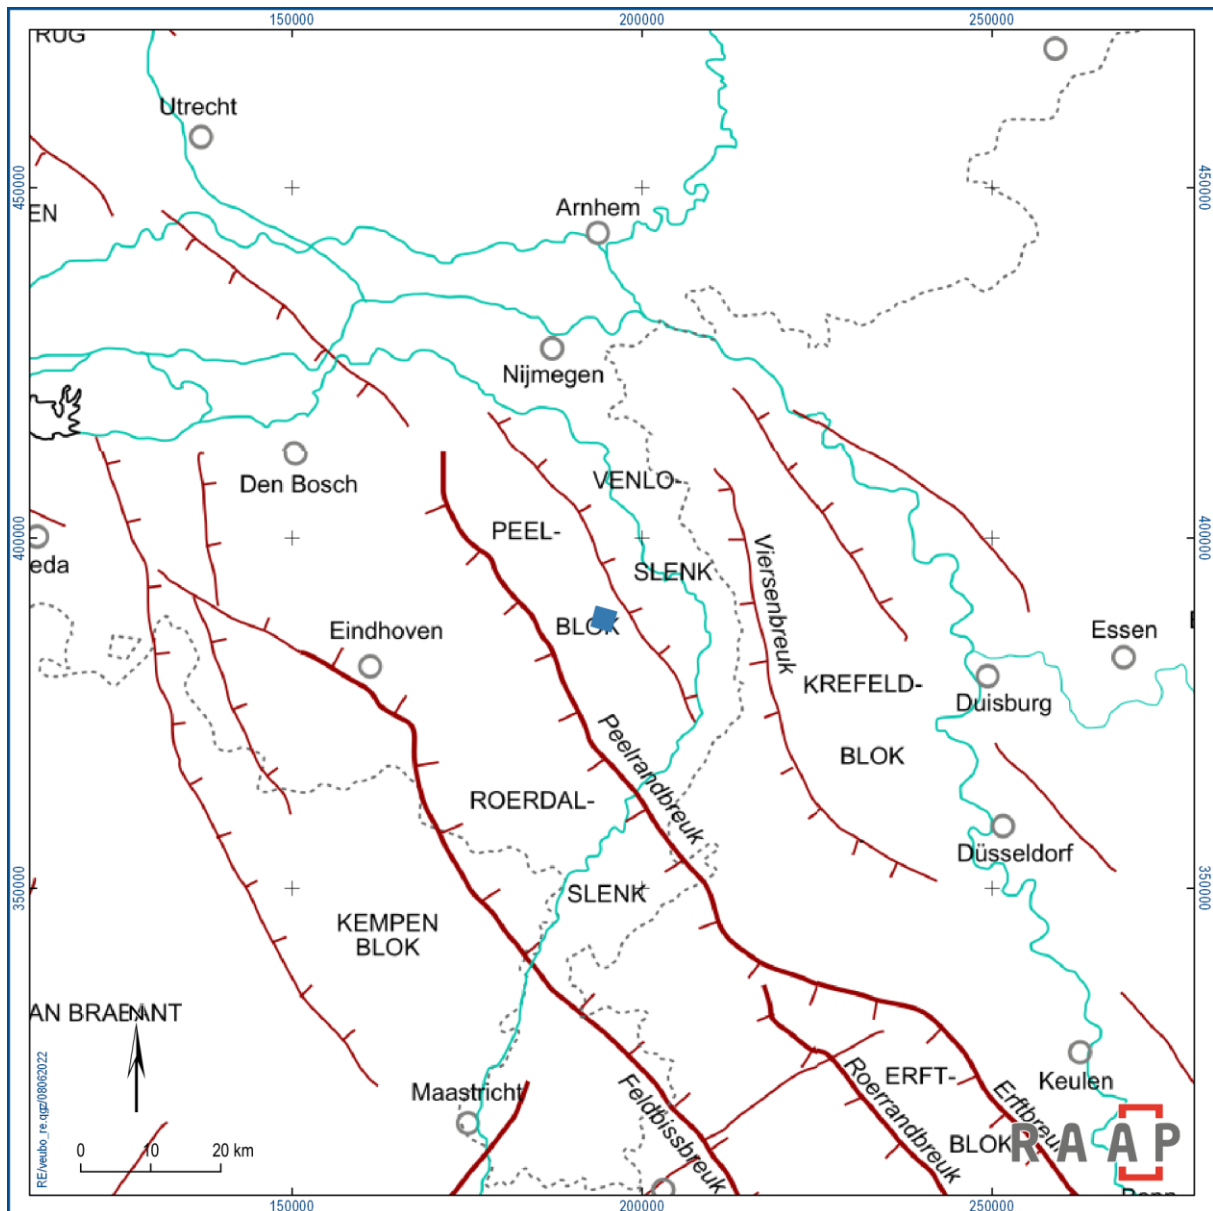 150000
200000
250000
RUG
Utrecht
450000
450000
EN
Arnhem
Nijmegen
Den Bosch
VENLO-
PEEL-
400000
400000
eda
SLENK
Viersenbreuk
BLOK
Eindhoven
Essen
KREFELD-
Duisburg
Peelrandbreuk
BLOK
ROERDAL-
Düsseldorf
350000
350000
SLENK
KEMPEN
BLOK
AN BRABANT
N
RE/veubo_re.qgz/08062022
Maastricht
Feldbissbreuk
Roerrandbreuk
ERFT-
Keulen
Erftbreuk
BLOK
RAAP
0 10 20 km
150000
200000
250000